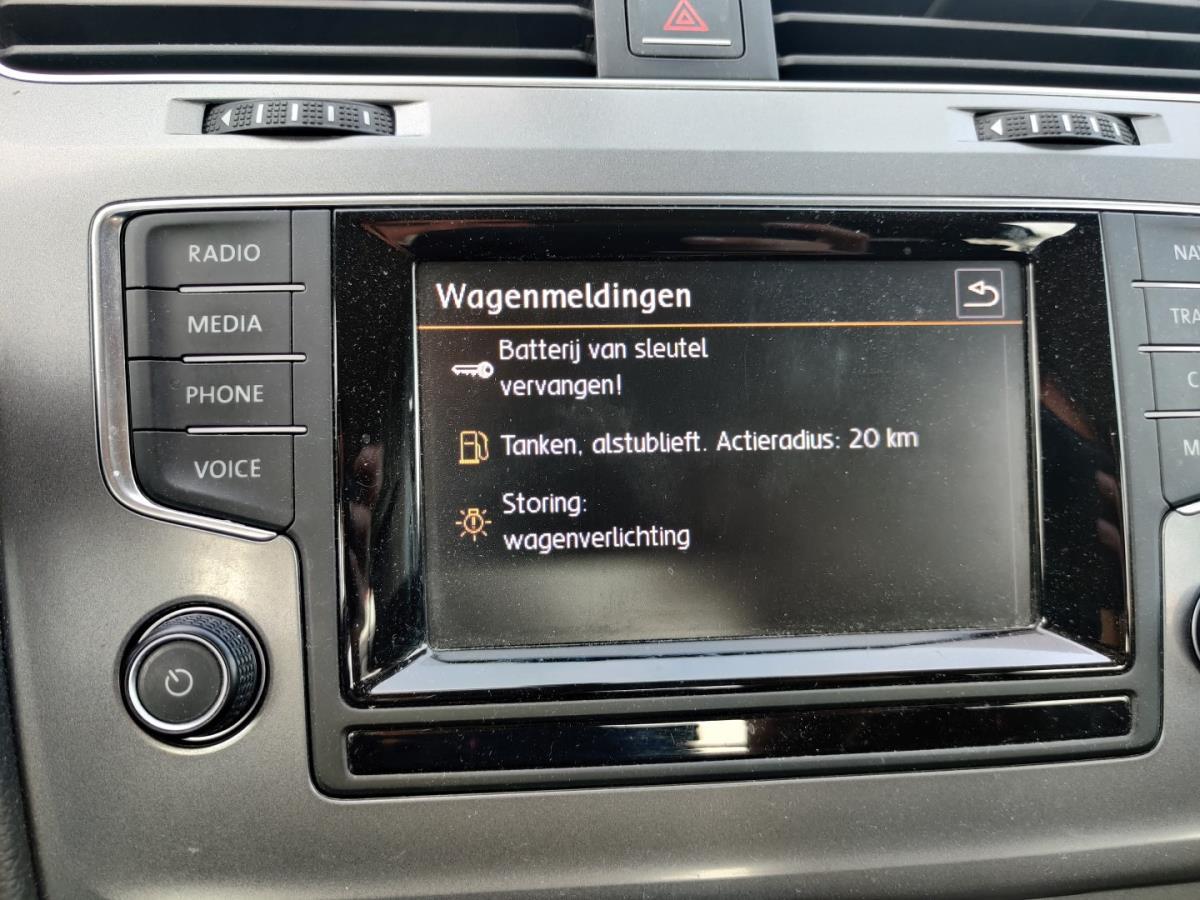 RADIO
MEDIA
PHONE
VOICE
Wagenmeldingen
Batterij van sleutel
vervangen!
Tanken, alstublieft. Actieradius: 20 km
Storing:
wagenverlichting